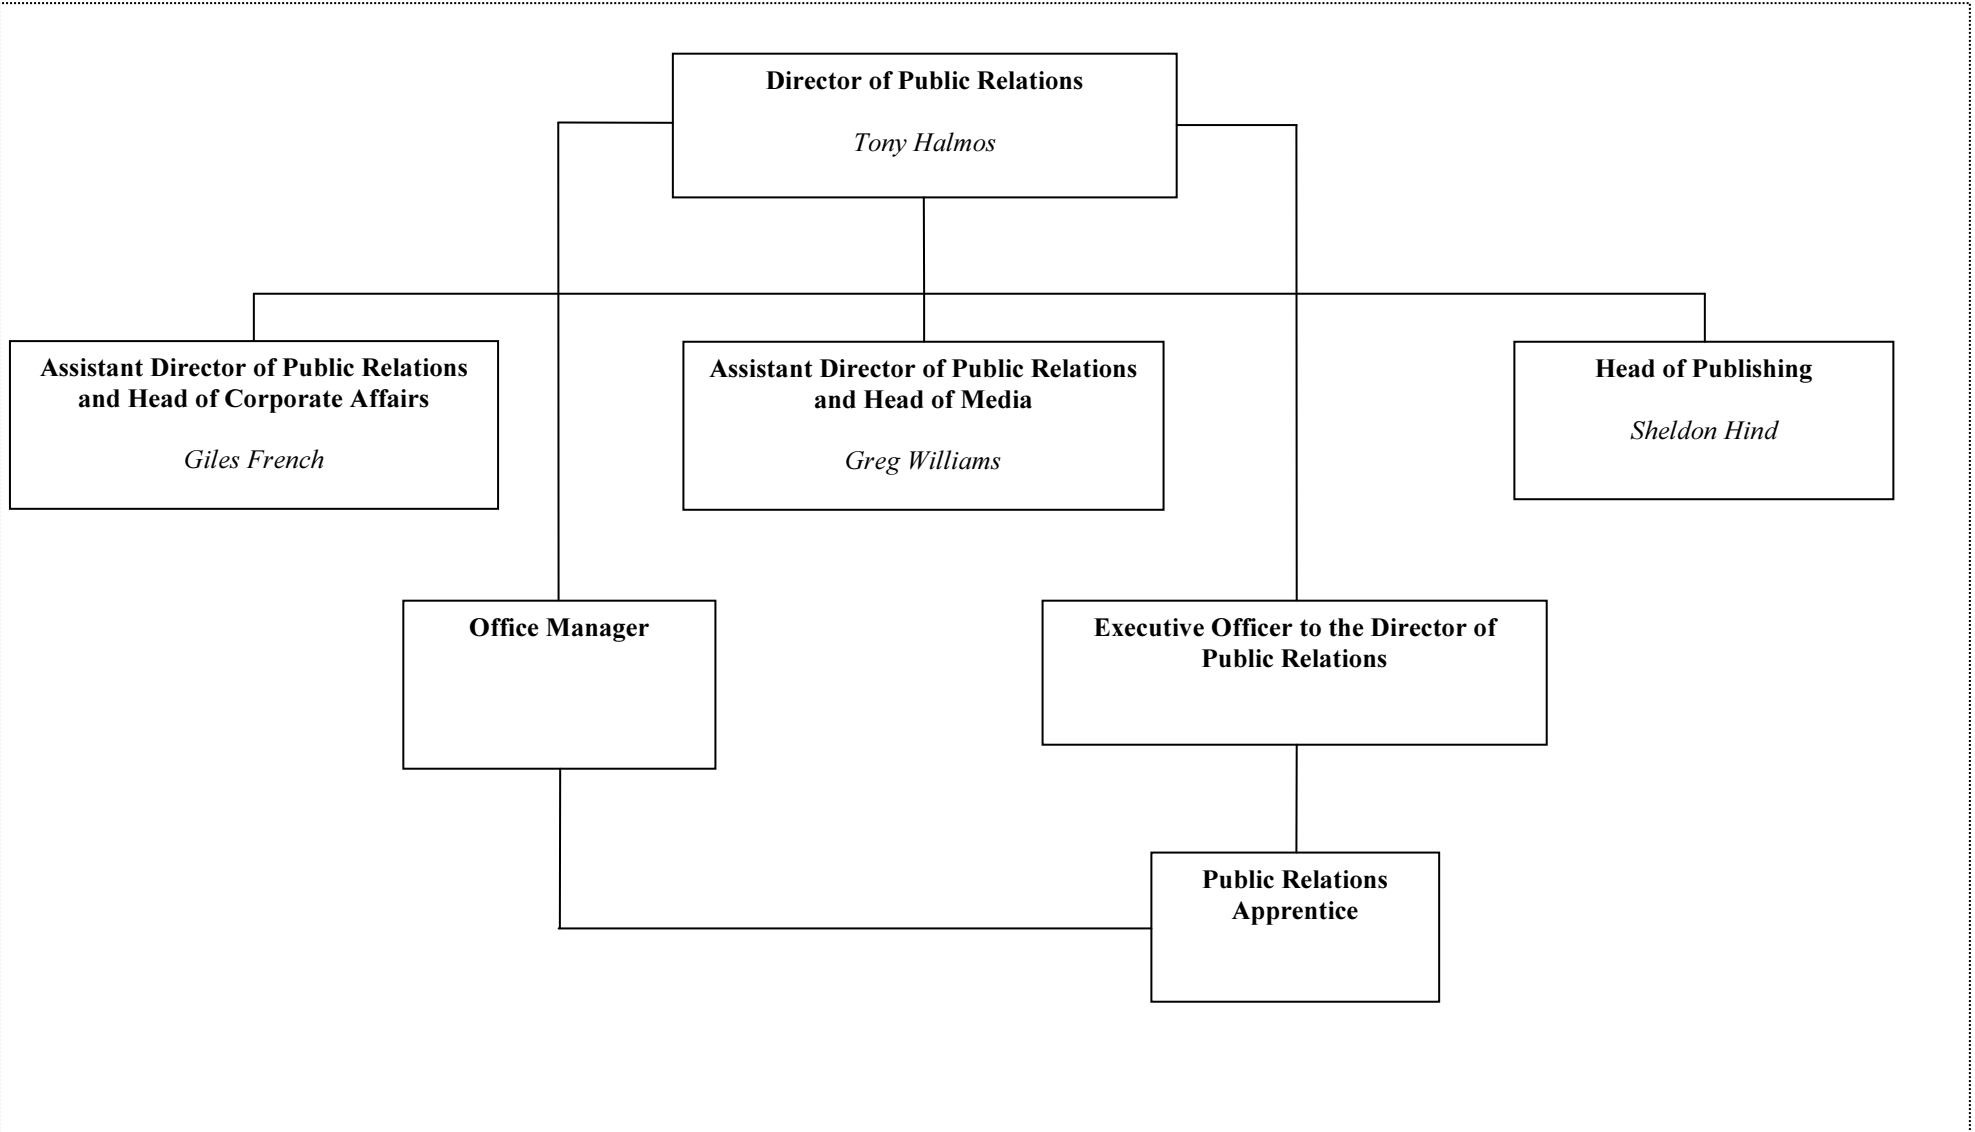 Director of Public Relations
Tony Halmos
Assistant Director of Public Relations
and Head of Corporate Affairs
Giles French
Assistant Director of Public Relations
and Head of Media
Greg Williams
Head of Publishing
Sheldon Hind
Office Manager
Executive Officer to the Director of
Public Relations
Public Relations
Apprentice